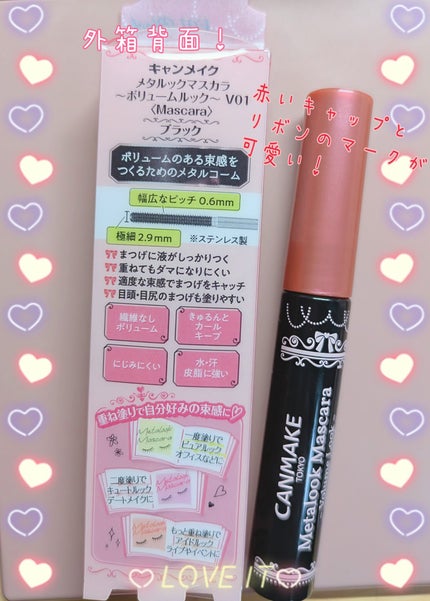 外箱背面！
キャンメイク
メタルックマスカラ
～ボリュームルック～ V01
〈Mascara〉
ブラック
赤いキャップと
リボンのマークが
可愛い！
ボリュームのある束感を
つくるためのメタルコーム
幅広なピッチ 0.6mm
極細2.9mm ※ステンレス製
まつげに液がしっかりつく
重ねてもダマになりにくい
適度な束感でまつげをキャッチ
目頭・目尻のまつげも塗りやすい
繊維なし
ボリューム
きゅるんと
カール
キープ
にじみにくい
水・汗
皮脂に強い
重ね塗りで自分好みの束感に♡
Metalook
Mascara
一度塗りで
ピュアルック
オフィスなどに
二度塗りで
キュートルック
デートメイクに
Metalook
Mascara
Metalook
Mascara
もっと重ね塗りで
アイドルック
ライブやイベントに
CANMAKE
TOKYO
Metalook Mascara
♡LOVE IT♡